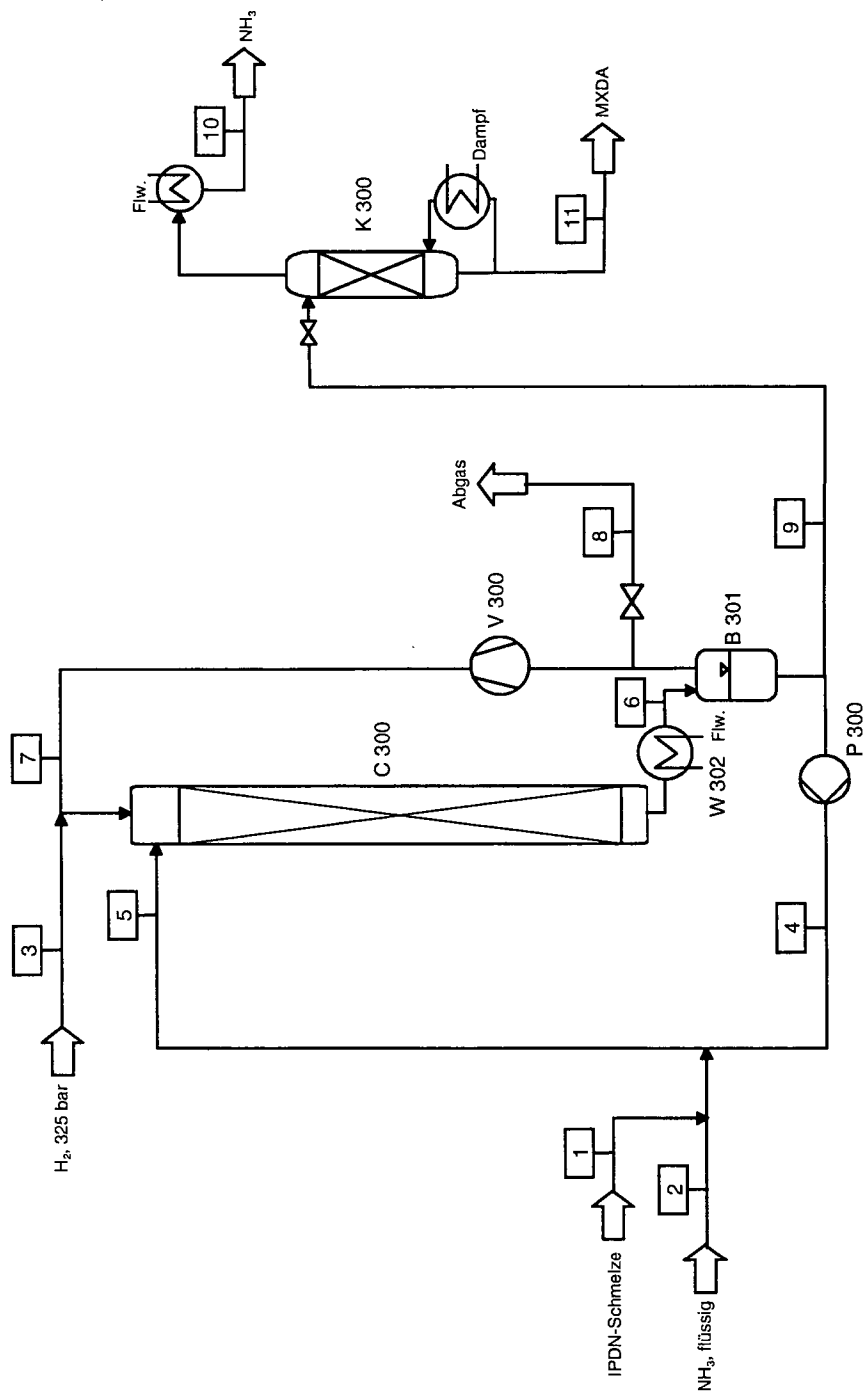 H₂, 325 bar
3
7
5
C 300
IPDN-Schmelze
1
NH₃, flüssig
2
4
P 300
W 302
Flw.
6
B 301
V 300
8
Abgas
9
K 300
Flw.
10
NH₃
Dampf
11
MXDA